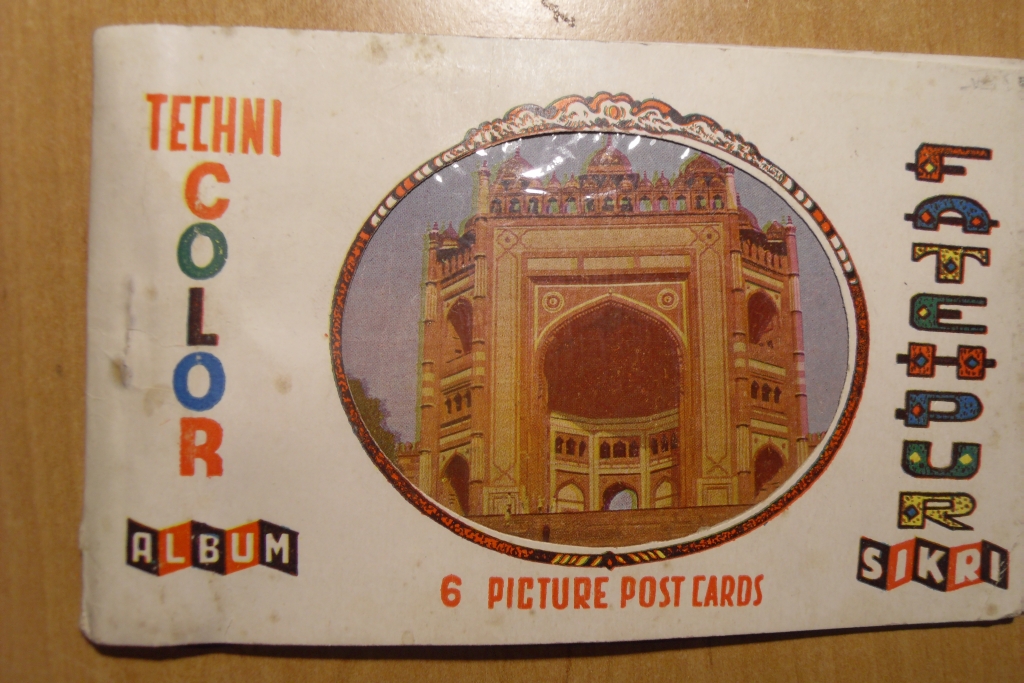 TECHNI
COLOR
ALBUM
6 PICTURE POST CARDS
FATEHPUR
SIKRI